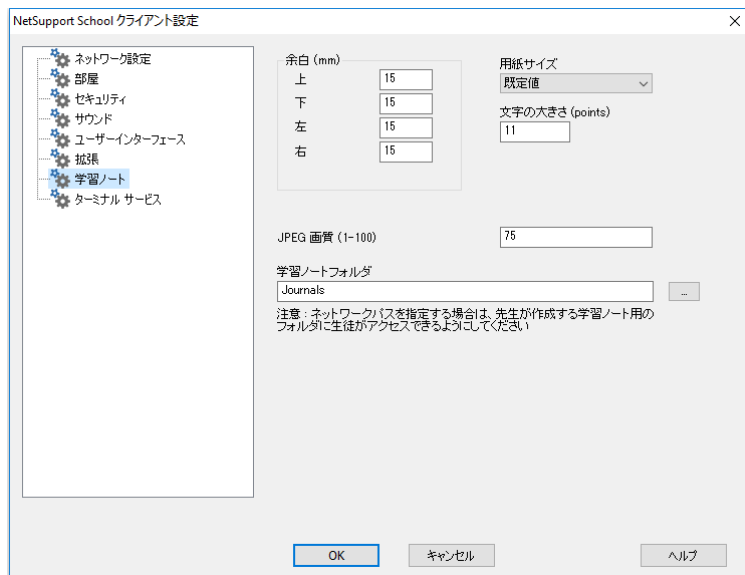 NetSupport School クライアント設定
ネットワーク設定
部屋
セキュリティ
サウンド
ユーザーインターフェース
拡張
学習ノート
ターミナル サービス
余白 (mm)
上 15
下 15
左 15
右 15
用紙サイズ
既定値
文字の大きさ (points)
11
JPEG 画質 (1-100) 75
学習ノートフォルダ
Journals
...
注意 : ネットワークパスを指定する場合は、先生が作成する学習ノート用の
フォルダに生徒がアクセスできるようにしてください
OK キャンセル ヘルプ